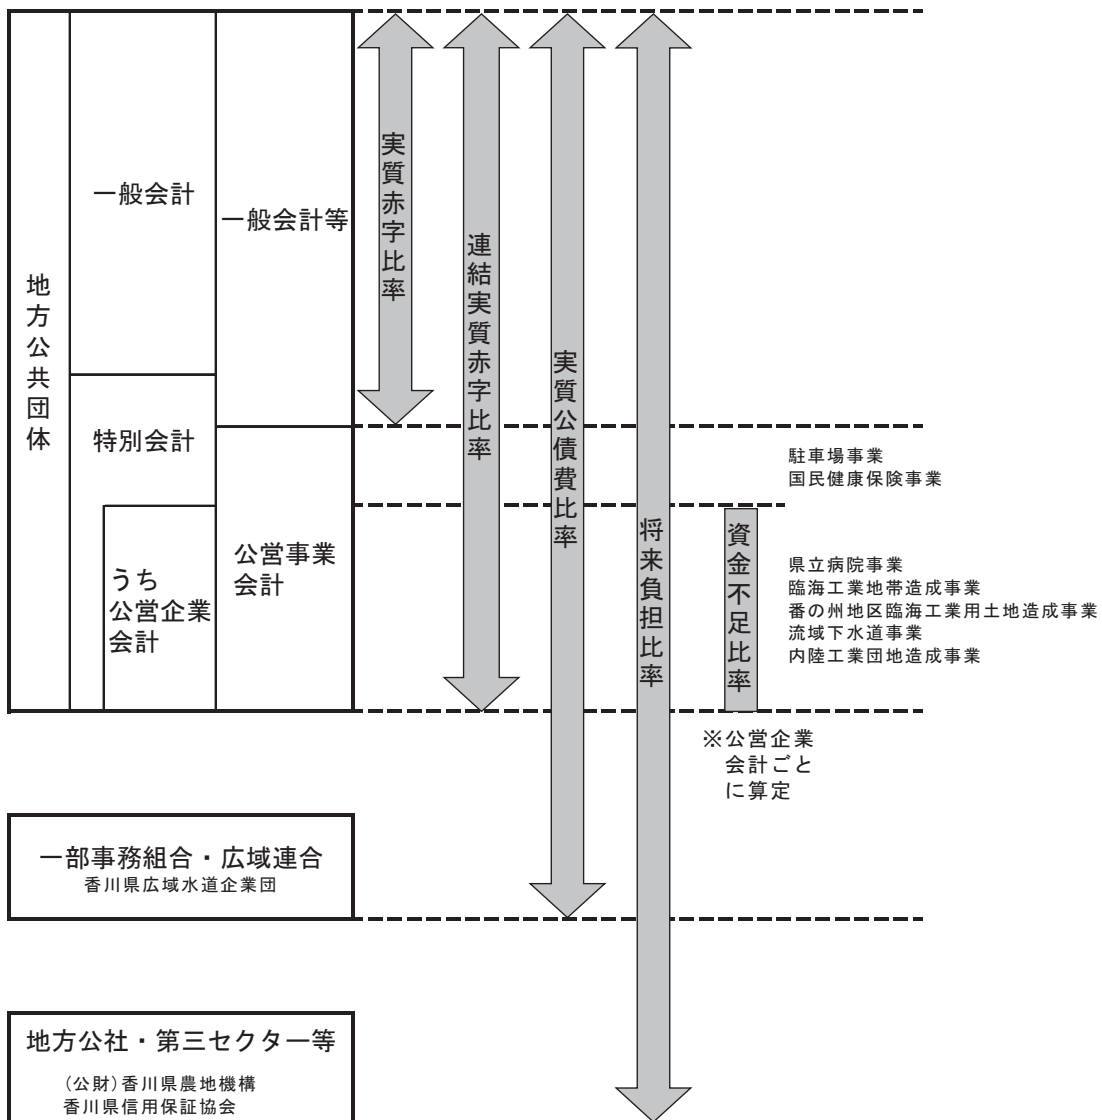 地方公共団体
一般会計
特別会計
うち
公営企業
会計
一般会計等
公営事業
会計
実質赤字比率
連結実質赤字比率
実質公債費比率
将来負担比率
資金不足比率
駐車場事業
国民健康保険事業
県立病院事業
臨海工業地帯造成事業
番の州地区臨海工業用土地造成事業
流域下水道事業
内陸工業団地造成事業
※公営企業
会計ごと
に算定
一部事務組合・広域連合
香川県広域水道企業団
地方公社・第三セクター等
(公財)香川県農地機構
香川県信用保証協会